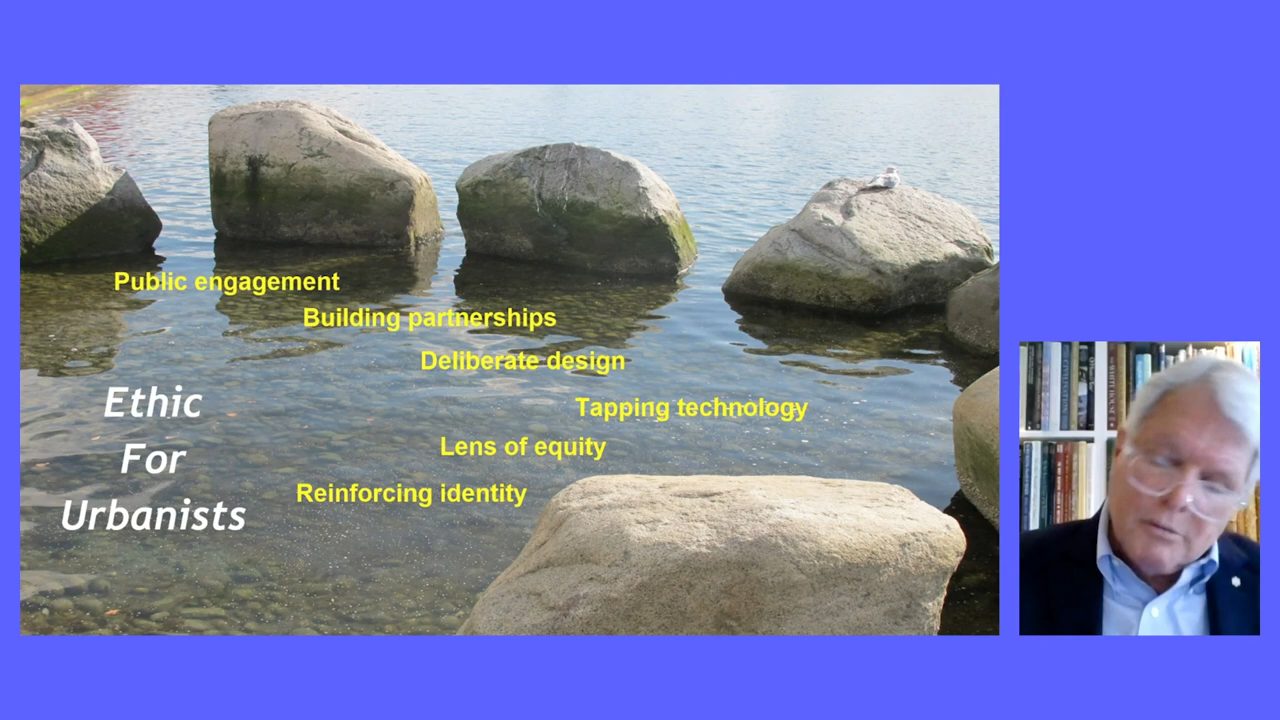 Public engagement
Building partnerships
Deliberate design
Tapping technology
Lens of equity
Reinforcing identity
Ethic
For
Urbanists